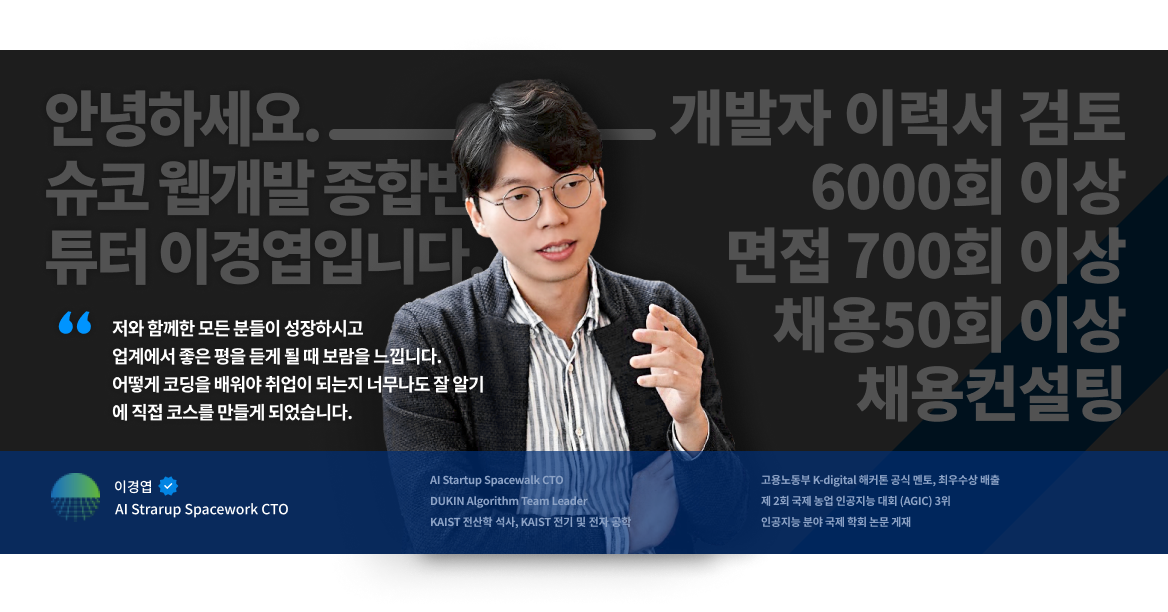 안녕하세요.
슈코 웹개발 종합반
튜터 이경엽입니다.
개발자 이력서 검토
6000회 이상
면접 700회 이상
채용50회 이상
채용컨설팅
저와 함께한 모든 분들이 성장하시고
업계에서 좋은 평을 듣게 될 때 보람을 느낍니다.
어떻게 코딩을 배워야 취업이 되는지 너무나도 잘 알기
에 직접 코스를 만들게 되었습니다.
이경엽
AI Strarup Spacework CTO
AI Startup Spacewalk CTO
DUKIN Algorithm Team Leader
KAIST 전산학 석사, KAIST 전기 및 전자 공학
고용노동부 K-digital 해커톤 공식 멘토, 최우수상 배출
제 2회 국제 농업 인공지능 대회 (AGIC) 3위
인공지능 분야 국제 학회 논문 게재